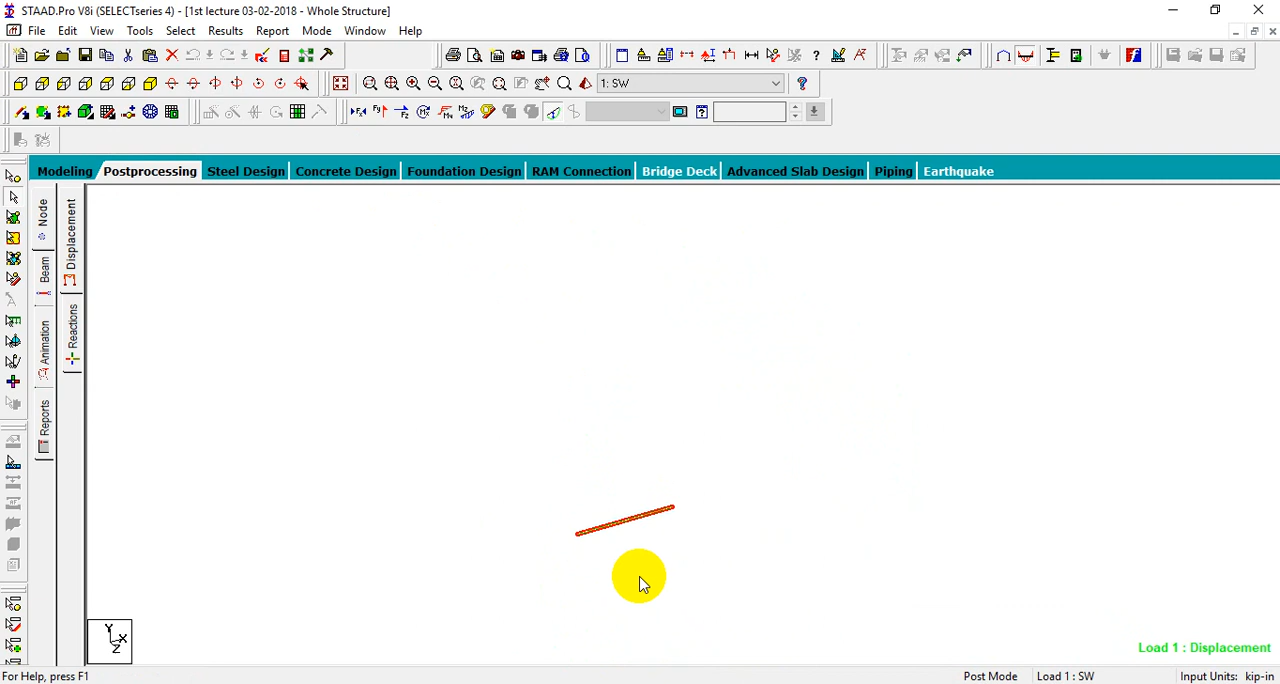 STAAD.Pro V8i (SELECTseries 4) - [1st lecture 03-02-2018 - Whole Structure]
File Edit View Tools Select Results Report Mode Window Help
1: SW
Modeling Postprocessing Steel Design Concrete Design Foundation Design RAM Connection Bridge Deck Advanced Slab Design Piping Earthquake
Node
Beam
Animation
Reports
Displacement
Reactions
Y
X
Z
Load 1 : Displacement
For Help, press F1 Post Mode Load 1 : SW Input Units: kip-in